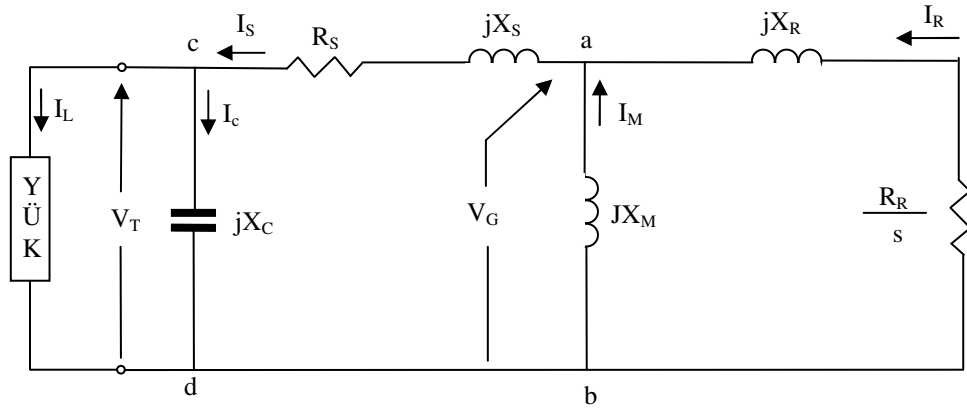 I_S
R_S
jX_S
a
jX_R
I_R
c
I_L
I_c
I_M
Y
Ü
K
V_T
jX_C
V_G
JX_M
R_R
s
d
b